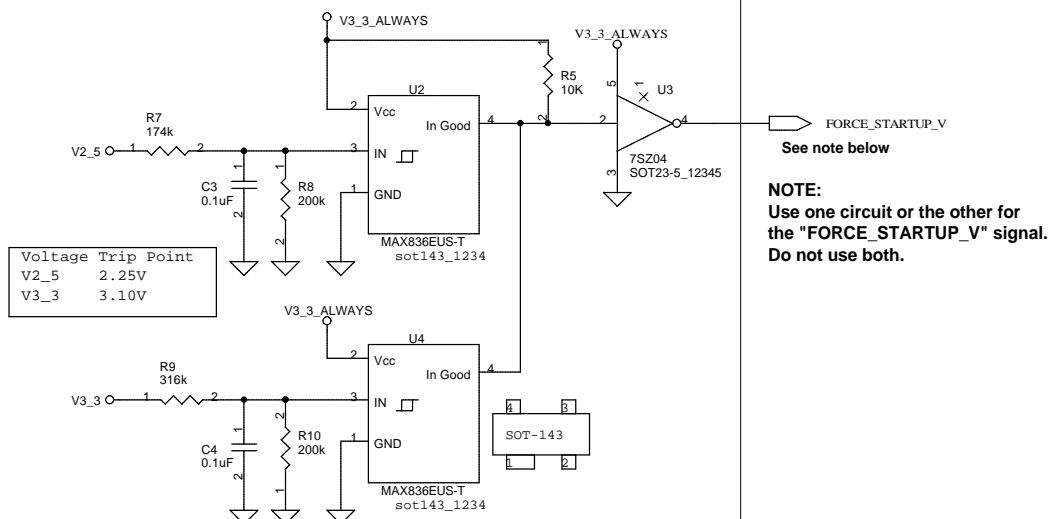 V3_3_ALWAYS
V3_3_ALWAYS
1
R5
10K
2
5
1
U3
2
4
3
7SZ04
SOT23-5_12345
FORCE_STARTUP_V
See note below
NOTE:
Use one circuit or the other for
the "FORCE_STARTUP_V" signal.
Do not use both.
U2
2
Vcc
In Good
4
3
IN
1
GND
MAX836EUS-T
sot143_1234
R7
174k
V2_5
1
2
C3
0.1uF
1
2
R8
200k
1
2
Voltage Trip Point
V2_5 2.25V
V3_3 3.10V
V3_3_ALWAYS
U4
2
Vcc
In Good
4
3
IN
1
GND
MAX836EUS-T
sot143_1234
R9
316k
V3_3
1
2
C4
0.1uF
1
2
R10
200k
2
1
4
3
SOT-143
1
2